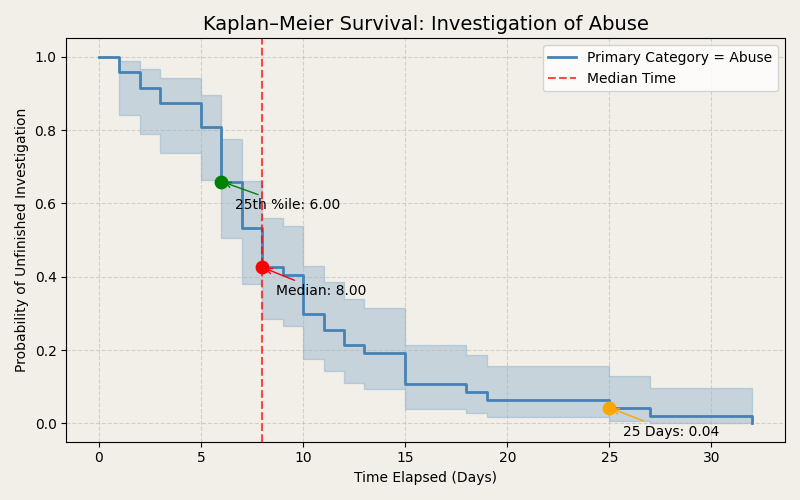 Kaplan–Meier Survival: Investigation of Abuse
Primary Category = Abuse
Median Time
Probability of Unfinished Investigation
1.0
0.8
0.6
0.4
0.2
0.0
25th %ile: 6.00
Median: 8.00
25 Days: 0.04
0 5 10 15 20 25 30
Time Elapsed (Days)